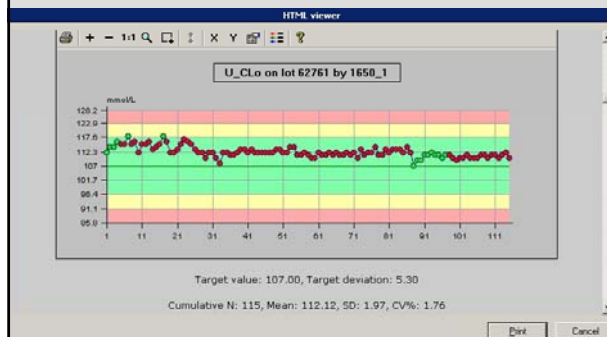 HTML viewer
1:1 X Y ?
U_CLo on lot 62761 by 1650_1
mmol/L
128.2
122.9
117.6
112.3
107
101.7
96.4
91.1
85.8
1 11 21 31 41 51 61 71 81 91 101 111
Target value: 107.00, Target deviation: 5.30
Cumulative N: 115, Mean: 112.12, SD: 1.97, CV%: 1.76
Print Cancel